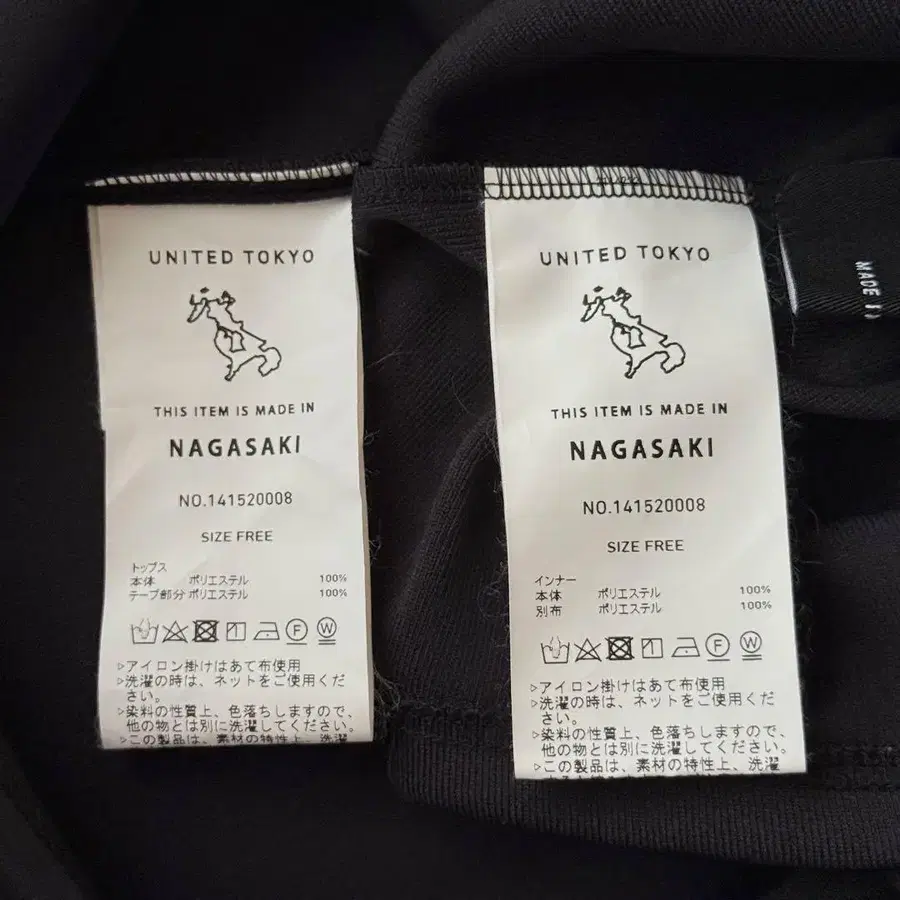 UNITED TOKYO
THIS ITEM IS MADE IN
NAGASAKI
NO.141520008
SIZE FREE
トップス
本体 ポリエステル 100%
テープ部分 ポリエステル 100%
F W
▷アイロン掛けはあて布使用
▷洗濯の時は、ネットをご使用くだ
さい。
▷染料の性質上、色落ちしますので、
他の物とは別に洗濯してください。
▷この製品は、素材の特性上、洗濯
UNITED TOKYO
THIS ITEM IS MADE IN
NAGASAKI
NO.141520008
SIZE FREE
インナー
本体 ポリエステル 100%
別布 ポリエステル 100%
F W
▷アイロン掛けはあて布使用
▷洗濯の時は、ネットをご使用くだ
さい。
▷染料の性質上、色落ちしますので、
他の物とは別に洗濯してください。
▷この製品は、素材の特性上、洗濯
MADE